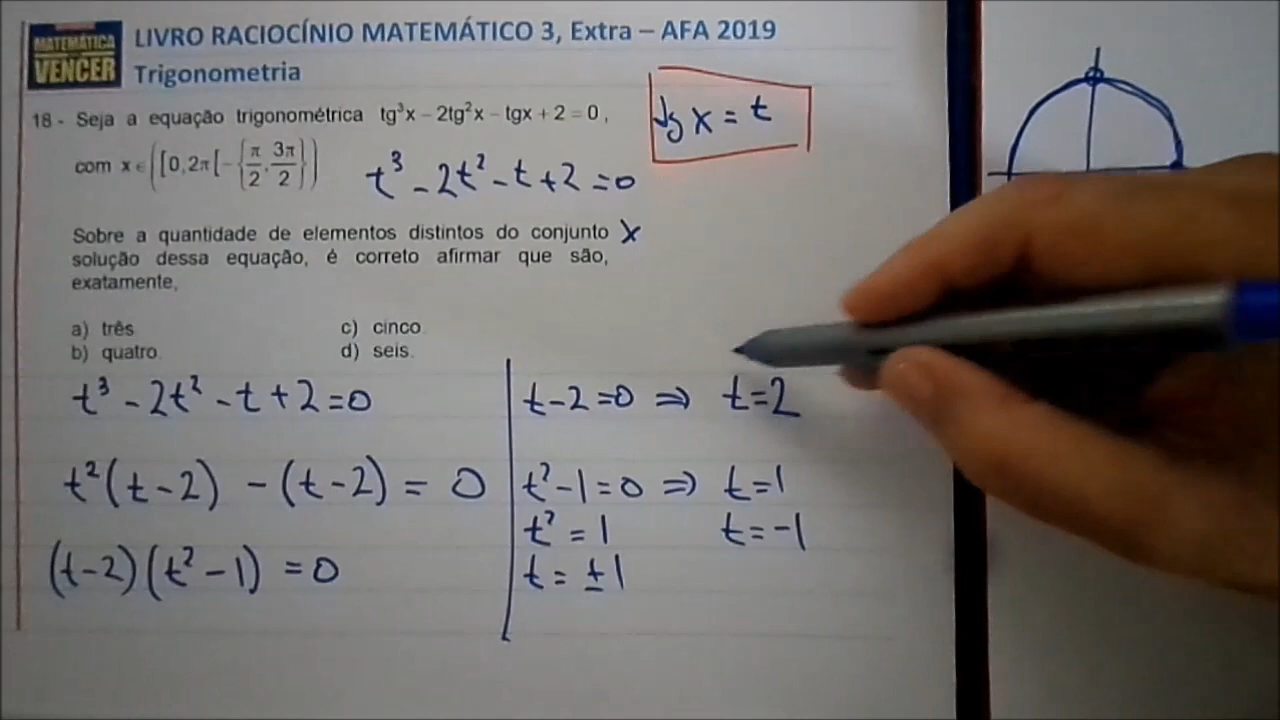 MATEMÁTICA
VENCER
LIVRO RACIOCÍNIO MATEMÁTICO 3, Extra – AFA 2019
Trigonometria
18 - Seja a equação trigonométrica tg³x – 2tg²x – tgx + 2 = 0,
com x ∈ ([0, 2π[ – {π/2, 3π/2})
tg x = t
t³ - 2t² - t + 2 = 0
Sobre a quantidade de elementos distintos do conjunto x
solução dessa equação, é correto afirmar que são,
exatamente,
a) três
b) quatro.
c) cinco.
d) seis.
t³ - 2t² - t + 2 = 0
t²(t-2) - (t-2) = 0
(t-2)(t²-1) = 0
t-2=0 ⇒ t=2
t²-1=0 ⇒ t=1
t² = 1 t=-1
t = ±1